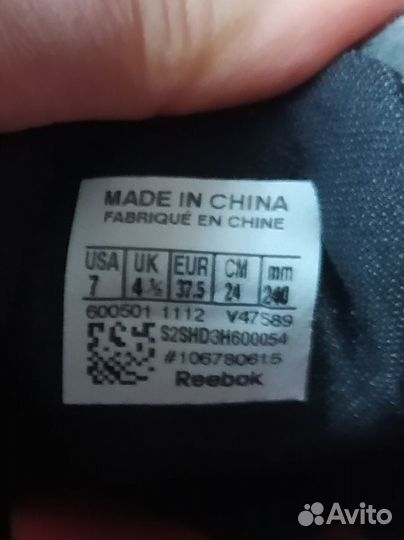 MADE IN CHINA
FABRIQUÉ EN CHINE
USA UK EUR CM mm
7 4 ½ 37.5 24 240
600501 1112 V47589
S2SHD3H600054
#106780615
Reebok
Avito